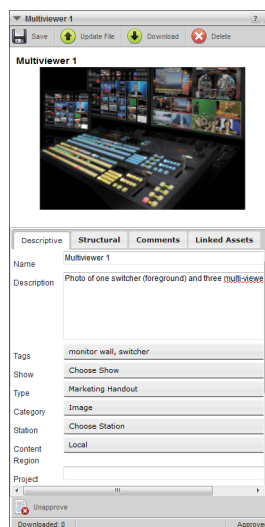 Multiviewer 1 ?
Save Update File Download Delete
Multiviewer 1
Descriptive Structural Comments Linked Assets
Name Multiviewer 1
Description Photo of one switcher (foreground) and three multi-viewe
Tags monitor wall, switcher
Show Choose Show
Type Marketing Handout
Category Image
Station Choose Station
Content Local
Region
Project
Unapprove
Downloaded: 0 Approve